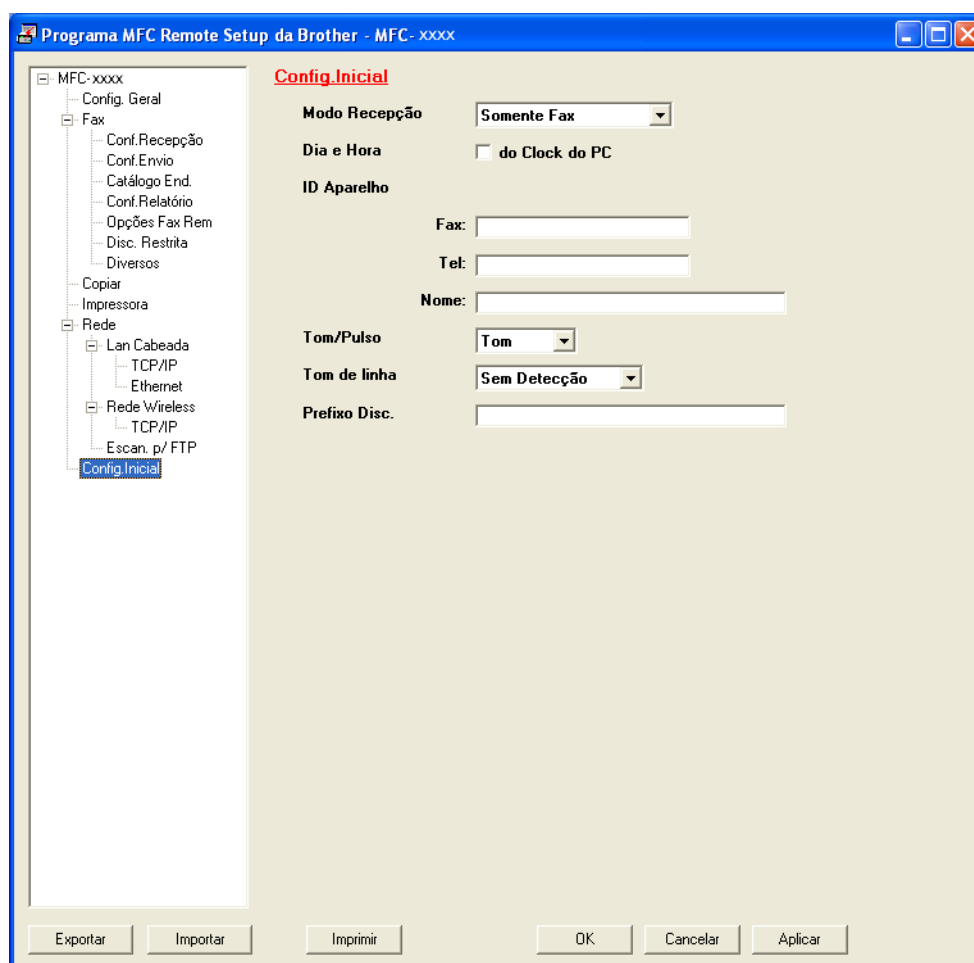 Programa MFC Remote Setup da Brother - MFC- xxxx
MFC-xxxx
Config. Geral
Fax
Conf.Recepção
Conf.Envio
Catálogo End.
Conf.Relatório
Opções Fax Rem
Disc. Restrita
Diversos
Copiar
Impressora
Rede
Lan Cabeada
TCP/IP
Ethernet
Rede Wireless
TCP/IP
Escan. p/ FTP
Config.Inicial
Config.Inicial
Modo Recepção Somente Fax
Dia e Hora do Clock do PC
ID Aparelho
Fax:
Tel:
Nome:
Tom/Pulso Tom
Tom de linha Sem Detecção
Prefixo Disc.
Exportar Importar Imprimir OK Cancelar Aplicar